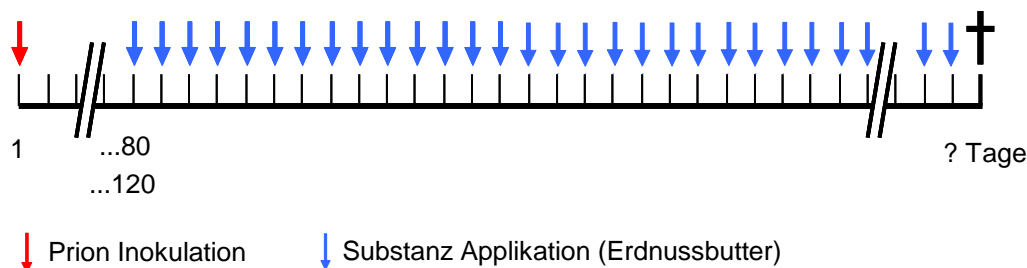 1 ...80 ? Tage
...120
Prion Inokulation Substanz Applikation (Erdnussbutter)